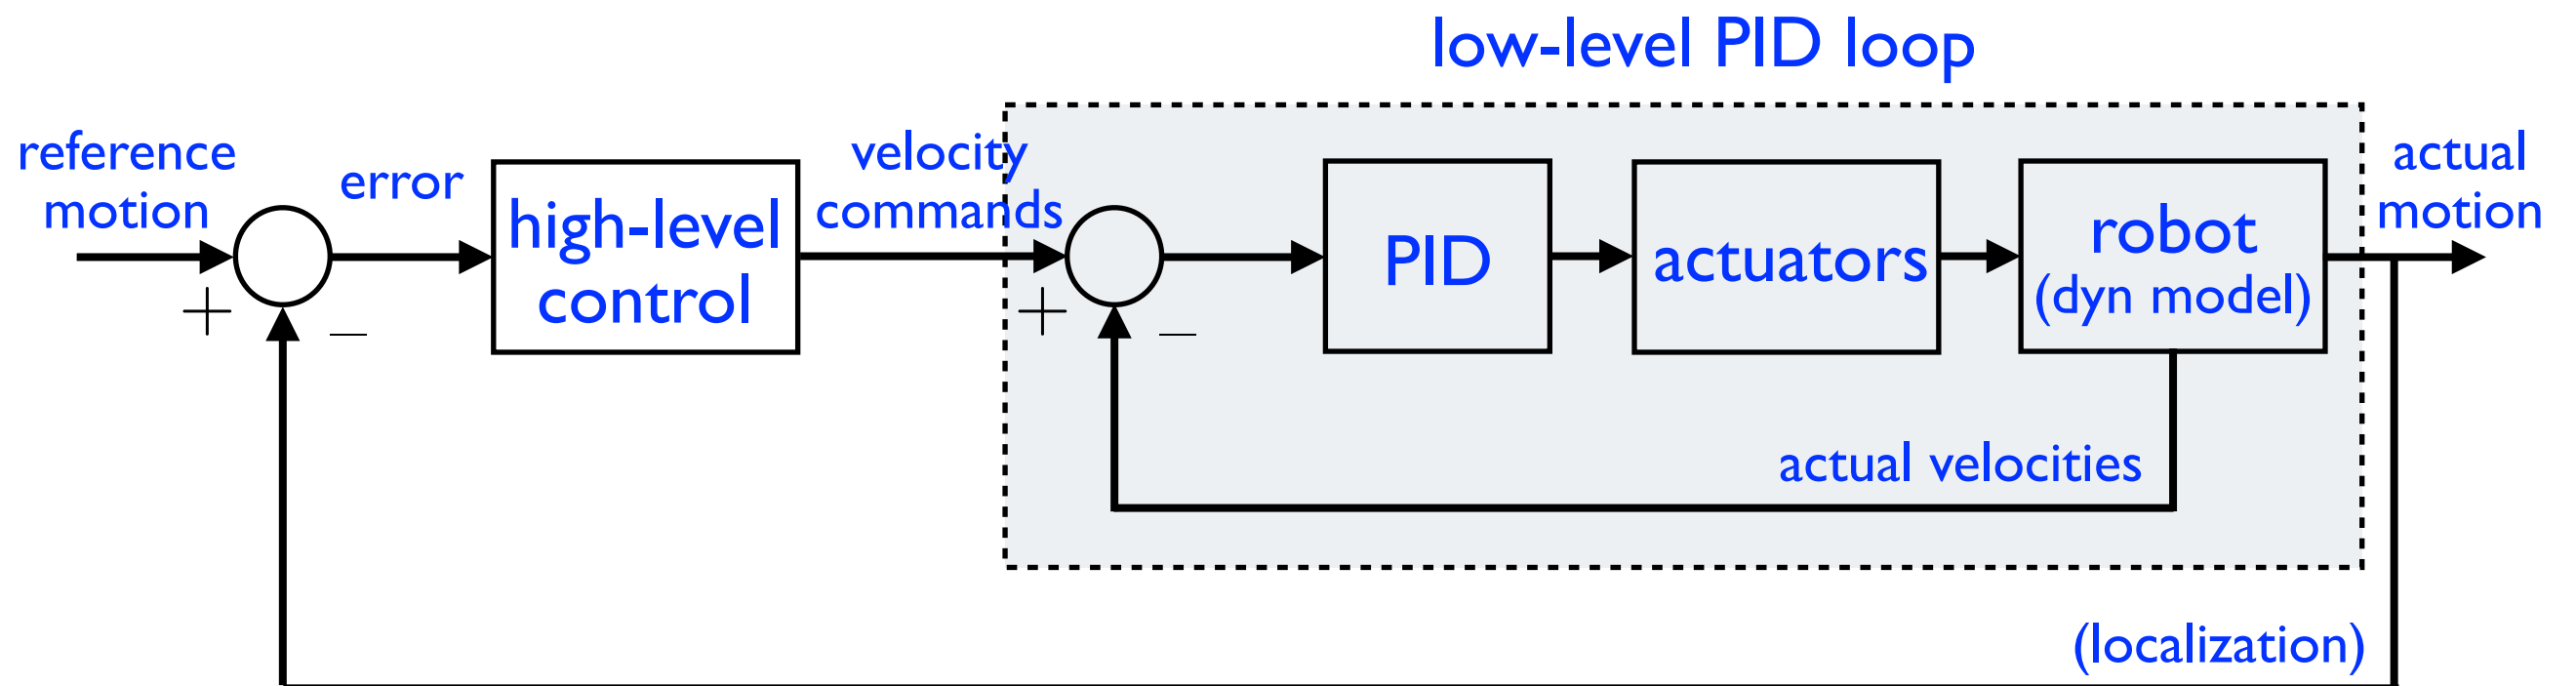 low-level PID loop
reference
motion
+
–
error
high-level
control
velocity
commands
+
–
PID
actuators
robot
(dyn model)
actual
motion
actual velocities
(localization)